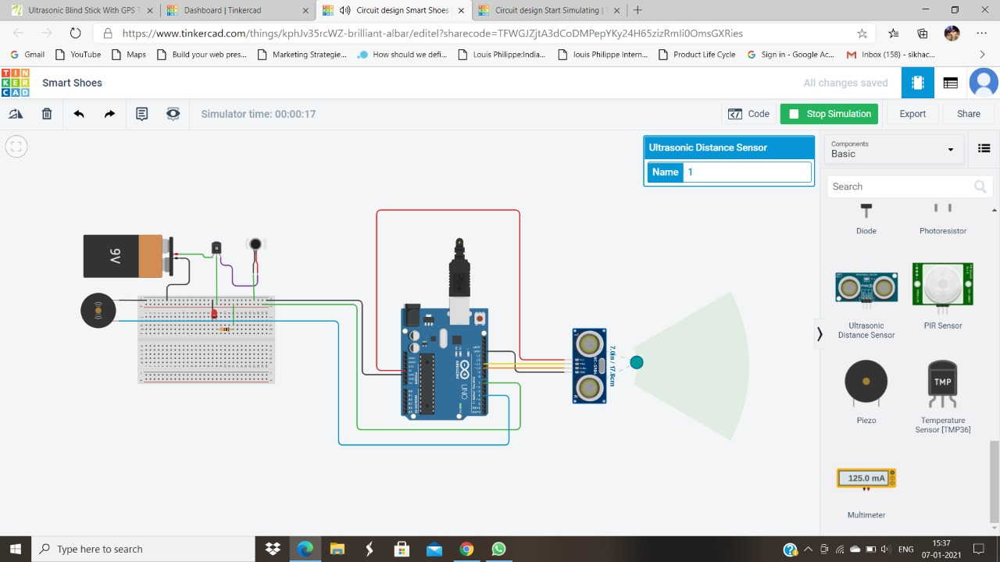 Ultrasonic Blind Stick With GPS T
Dashboard | Tinkercad
Circuit design Smart Shoes |
Circuit design Start Simulating | T
https://www.tinkercad.com/things/kphJv35rcWZ-brilliant-albar/editel?sharecode=TFWGJZjtA3dCoDMPepYKy24H65zizRmIi0OmsGXRies
Gmail
YouTube
Maps
Build your web pres...
Marketing Strategie...
How should we defi...
Louis Philippe:India...
louis Philippe Intern...
Product Life Cycle
Sign in - Google Ac...
Inbox (159) - sikhac...
TIN
KER
CAD
Smart Shoes
All changes saved
Simulator time: 00:00:17
Code
Stop Simulation
Export
Share
Ultrasonic Distance Sensor
Name 1
Components
Basic
Search
Diode
Photoresistor
Ultrasonic
Distance Sensor
PIR Sensor
TMP
Piezo
Temperature
Sensor [TMP36]
125.0 mA
Multimeter
9V
N
ARDUINO
UNO
HC-SR04
7.0in / 17.8cm
Type here to search
ENG
15:37
07-01-2021